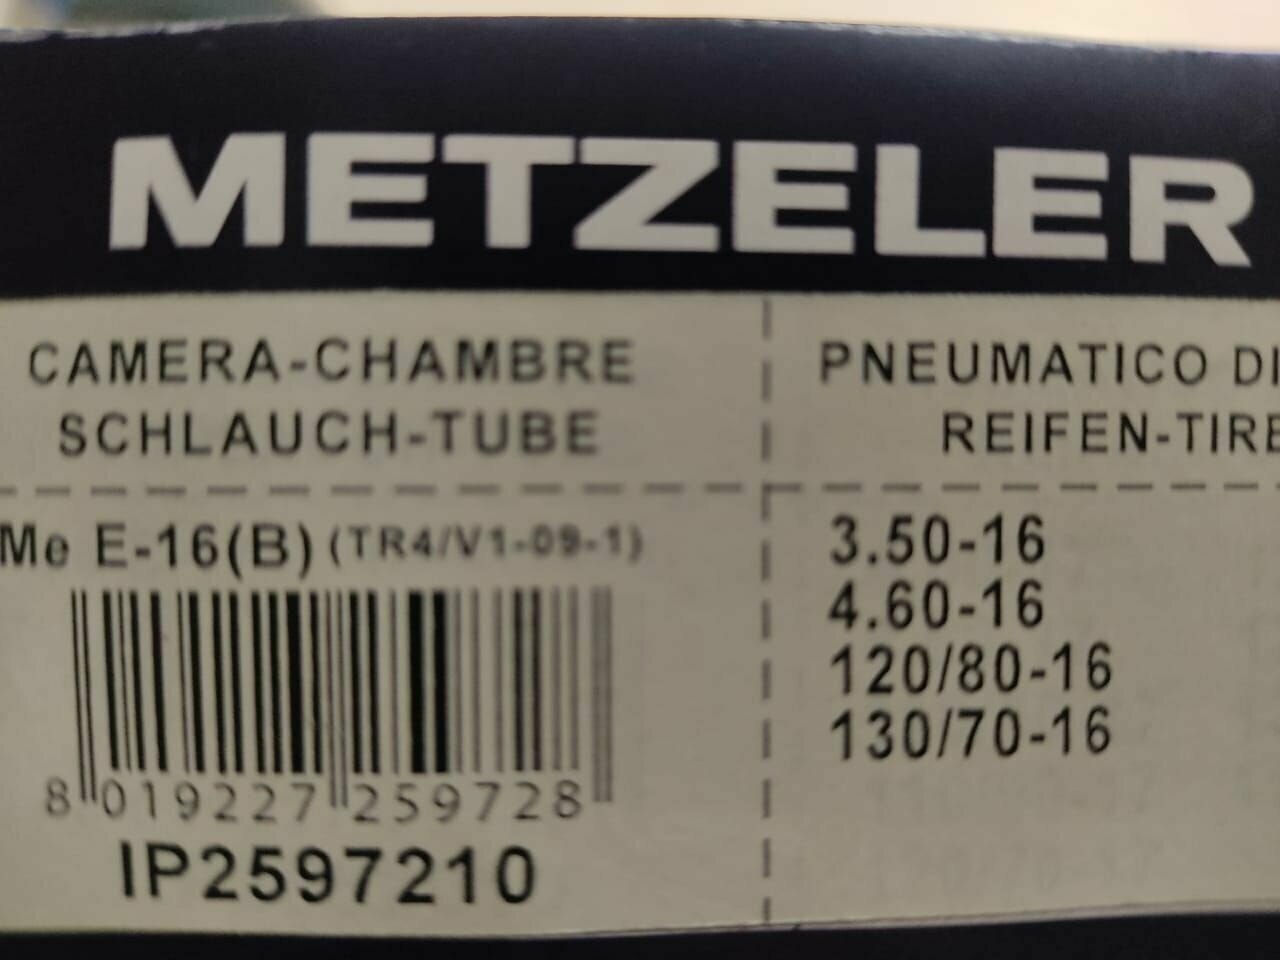 METZELER
CAMERA-CHAMBRE
SCHLAUCH-TUBE
PNEUMATICO DI
REIFEN-TIRE
Me E-16(B) (TR4/V1-09-1)
8 019227 259728
IP2597210
3.50-16
4.60-16
120/80-16
130/70-16